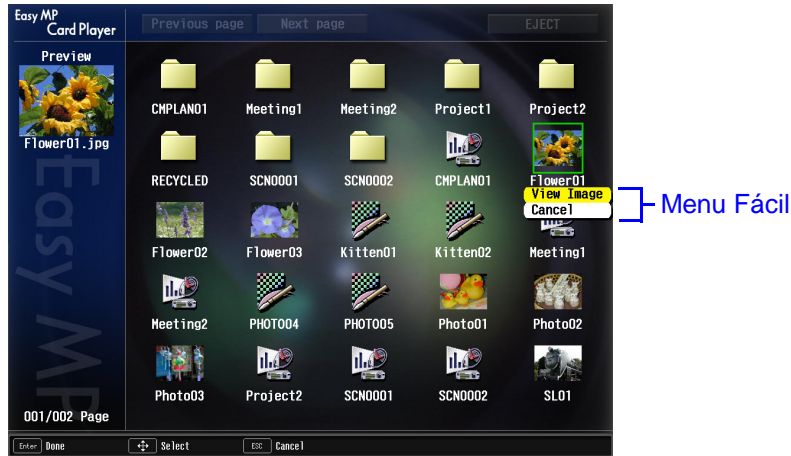 Easy MP
Card Player
Previous page Next page EJECT
Preview
Flower01.jpg
CMPLAN01 Meeting1 Meeting2 Project1 Project2
RECYCLED SCN0001 SCN0002 CMPLAN01 Flower01
View Image
Cancel
Menu Fácil
Flower02 Flower03 Kitten01 Kitten02 Meeting1
Meeting2 PHOTO04 PHOTO05 Photo01 Photo02
Photo03 Project2 SCN0001 SCN0002 SL01
Easy MP
001/002 Page
Enter Done Select ESC Cancel